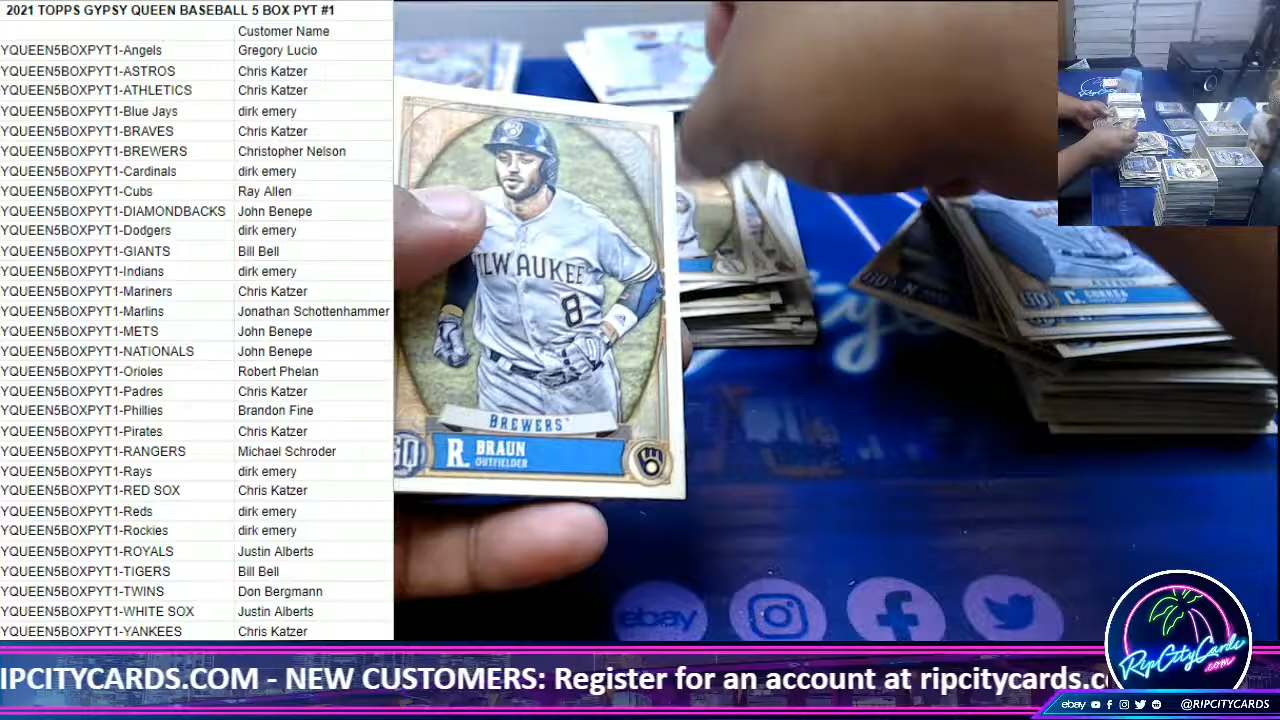 2021 TOPPS GYPSY QUEEN BASEBALL 5 BOX PYT #1
Customer Name
YQUEEN5BOXPYT1-Angels Gregory Lucio
YQUEEN5BOXPYT1-ASTROS Chris Katzer
YQUEEN5BOXPYT1-ATHLETICS Chris Katzer
YQUEEN5BOXPYT1-Blue Jays dirk emery
YQUEEN5BOXPYT1-BRAVES Chris Katzer
YQUEEN5BOXPYT1-BREWERS Christopher Nelson
YQUEEN5BOXPYT1-Cardinals dirk emery
YQUEEN5BOXPYT1-Cubs Ray Allen
YQUEEN5BOXPYT1-DIAMONDBACKS John Benepe
YQUEEN5BOXPYT1-Dodgers dirk emery
YQUEEN5BOXPYT1-GIANTS Bill Bell
YQUEEN5BOXPYT1-Indians dirk emery
YQUEEN5BOXPYT1-Mariners Chris Katzer
YQUEEN5BOXPYT1-Marlins Jonathan Schottenhammer
YQUEEN5BOXPYT1-METS John Benepe
YQUEEN5BOXPYT1-NATIONALS John Benepe
YQUEEN5BOXPYT1-Orioles Robert Phelan
YQUEEN5BOXPYT1-Padres Chris Katzer
YQUEEN5BOXPYT1-Phillies Brandon Fine
YQUEEN5BOXPYT1-Pirates Chris Katzer
YQUEEN5BOXPYT1-RANGERS Michael Schroder
YQUEEN5BOXPYT1-Rays dirk emery
YQUEEN5BOXPYT1-RED SOX Chris Katzer
YQUEEN5BOXPYT1-Reds dirk emery
YQUEEN5BOXPYT1-Rockies dirk emery
YQUEEN5BOXPYT1-ROYALS Justin Alberts
YQUEEN5BOXPYT1-TIGERS Bill Bell
YQUEEN5BOXPYT1-TWINS Don Bergmann
YQUEEN5BOXPYT1-WHITE SOX Justin Alberts
YQUEEN5BOXPYT1-YANKEES Chris Katzer
ILWAUKEE
8
BREWERS
GQ R. BRAUN
OUTFIELDER
GQ C. CORREA
ebay
IPCITYCARDS.COM - NEW CUSTOMERS: Register for an account at ripcitycards.c
RipCityCards
.com
ebay @RIPCITYCARDS